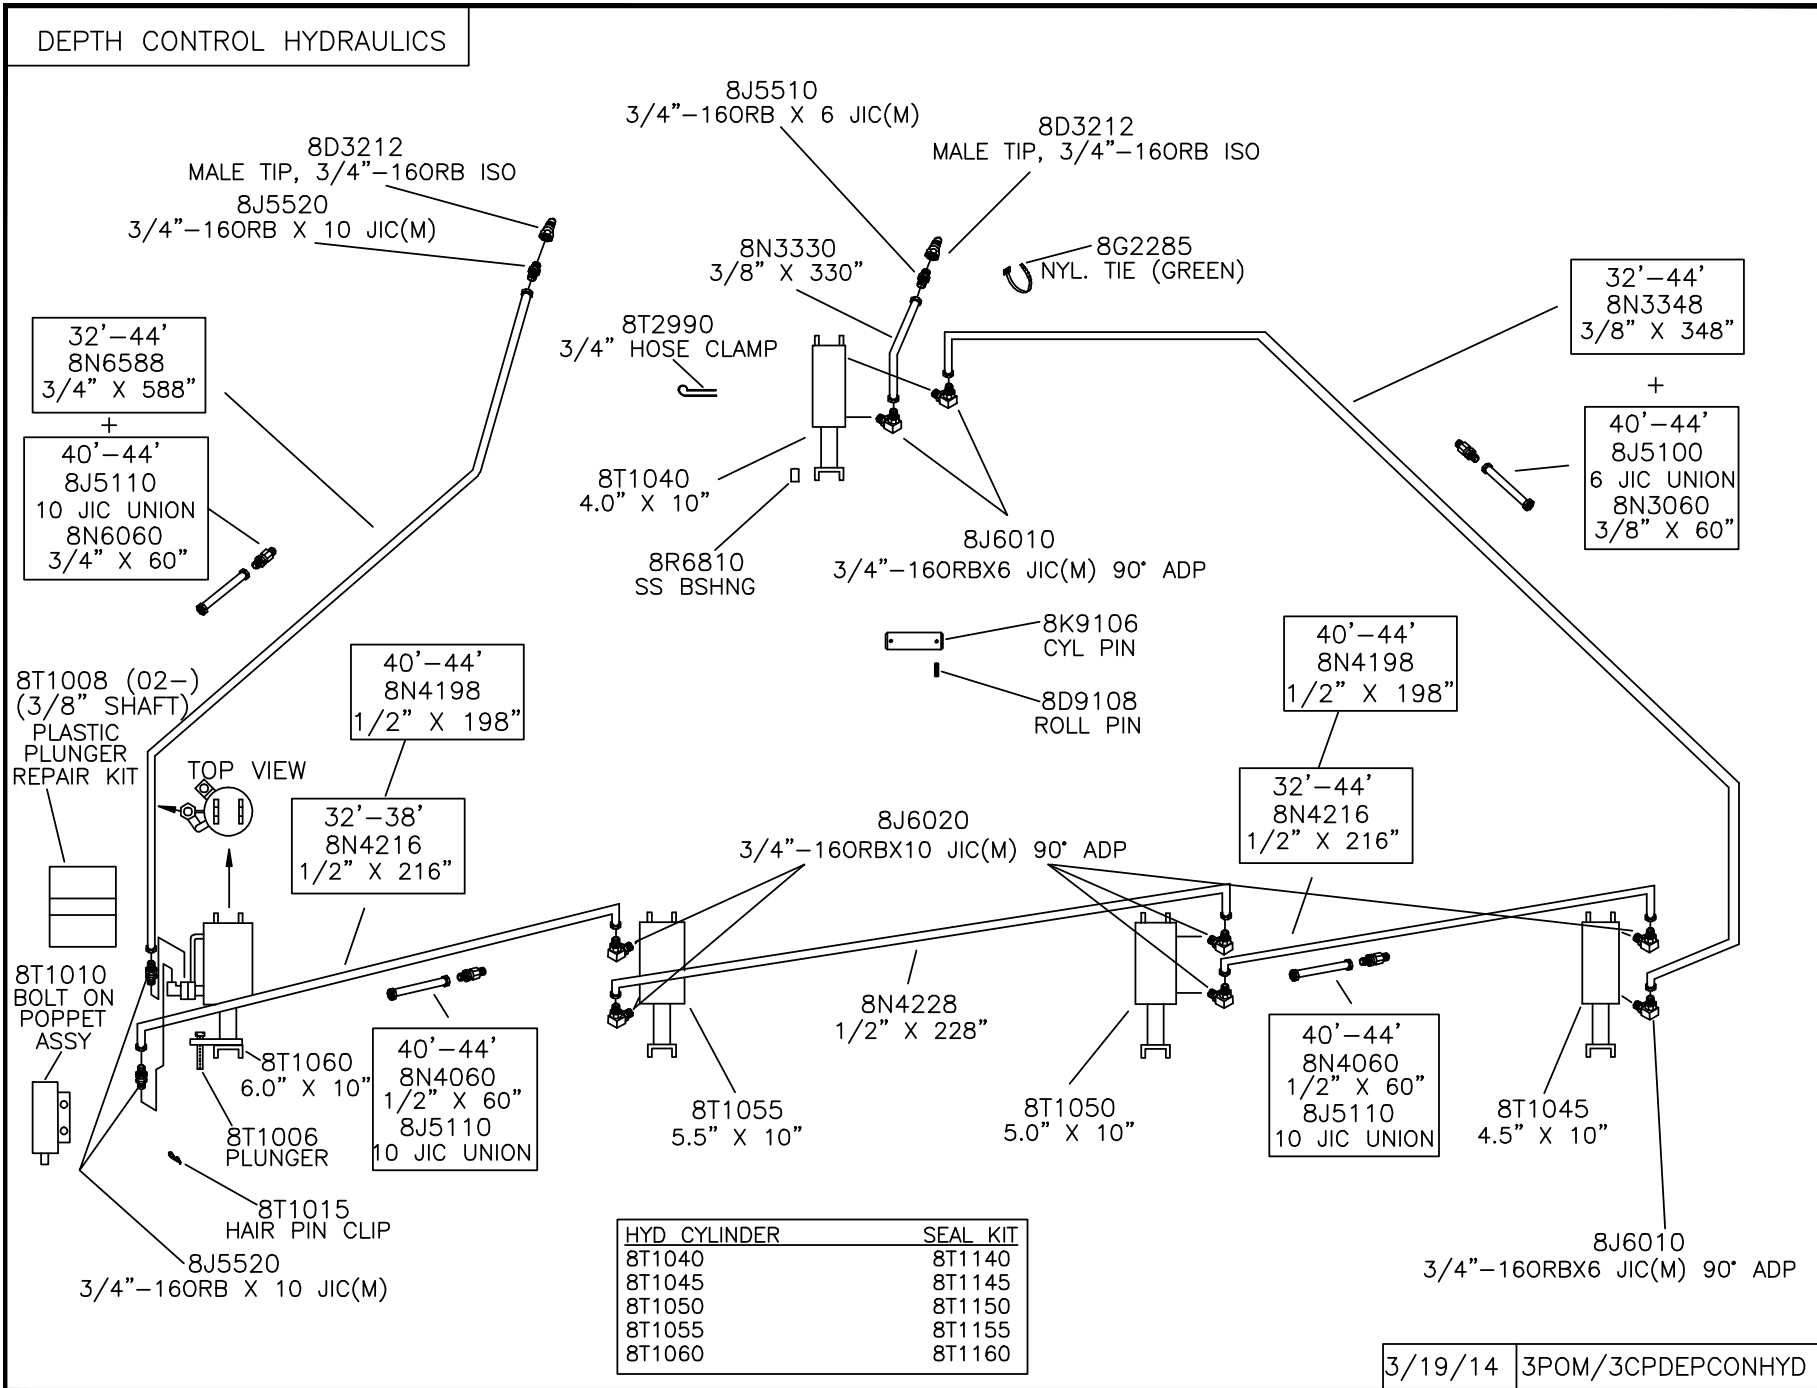 DEPTH CONTROL HYDRAULICS
8J5510
3/4”-16ORB X 6 JIC(M)
8D3212
MALE TIP, 3/4”-16ORB ISO
8D3212
MALE TIP, 3/4”-16ORB ISO
8J5520
3/4”-16ORB X 10 JIC(M)
8N3330
3/8” X 330”
8G2285
NYL. TIE (GREEN)
32’-44’
8N3348
3/8” X 348”
+
40’-44’
8J5100
6 JIC UNION
8N3060
3/8” X 60”
32’-44’
8N6588
3/4” X 588”
+
40’-44’
8J5110
10 JIC UNION
8N6060
3/4” X 60”
8T2990
3/4” HOSE CLAMP
8T1040
4.0” X 10”
8R6810
SS BSHNG
8J6010
3/4”-16ORBX6 JIC(M) 90° ADP
8K9106
CYL PIN
8D9108
ROLL PIN
8T1008 (02-)
(3/8” SHAFT)
PLASTIC
PLUNGER
REPAIR KIT
TOP VIEW
40’-44’
8N4198
1/2” X 198”
32’-38’
8N4216
1/2” X 216”
40’-44’
8N4198
1/2” X 198”
32’-44’
8N4216
1/2” X 216”
8J6020
3/4”-16ORBX10 JIC(M) 90° ADP
8T1010
BOLT ON
POPPET
ASSY
8T1060
6.0” X 10”
8T1006
PLUNGER
8T1015
HAIR PIN CLIP
8J5520
3/4”-16ORB X 10 JIC(M)
40’-44’
8N4060
1/2” X 60”
8J5110
10 JIC UNION
8T1055
5.5” X 10”
8N4228
1/2” X 228”
8T1050
5.0” X 10”
40’-44’
8N4060
1/2” X 60”
8J5110
10 JIC UNION
8T1045
4.5” X 10”
8J6010
3/4”-16ORBX6 JIC(M) 90° ADP
HYD CYLINDER SEAL KIT
8T1040 8T1140
8T1045 8T1145
8T1050 8T1150
8T1055 8T1155
8T1060 8T1160
3/19/14 3POM/3CPDEPCONHYD